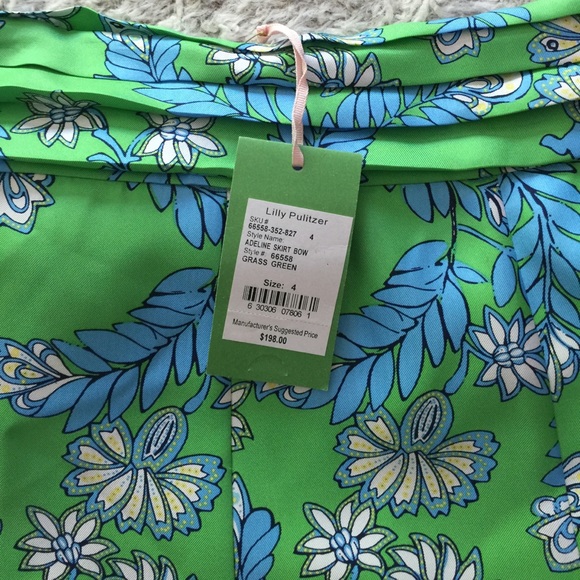 Lilly Pulitzer
SKU #
66558-352-827 4
Style Name:
ADELINE SKIRT BOW
Style #: 66558
GRASS GREEN
Size: 4
6 30306 07806 1
Manufacturer's Suggested Price
$198.00